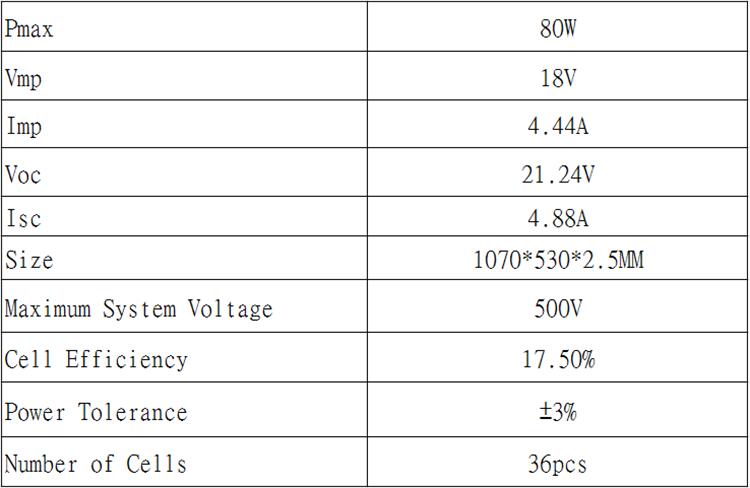 Pmax 80W
Vmp 18V
Imp 4.44A
Voc 21.24V
Isc 4.88A
Size 1070*530*2.5MM
Maximum System Voltage 500V
Cell Efficiency 17.50%
Power Tolerance ±3%
Number of Cells 36pcs